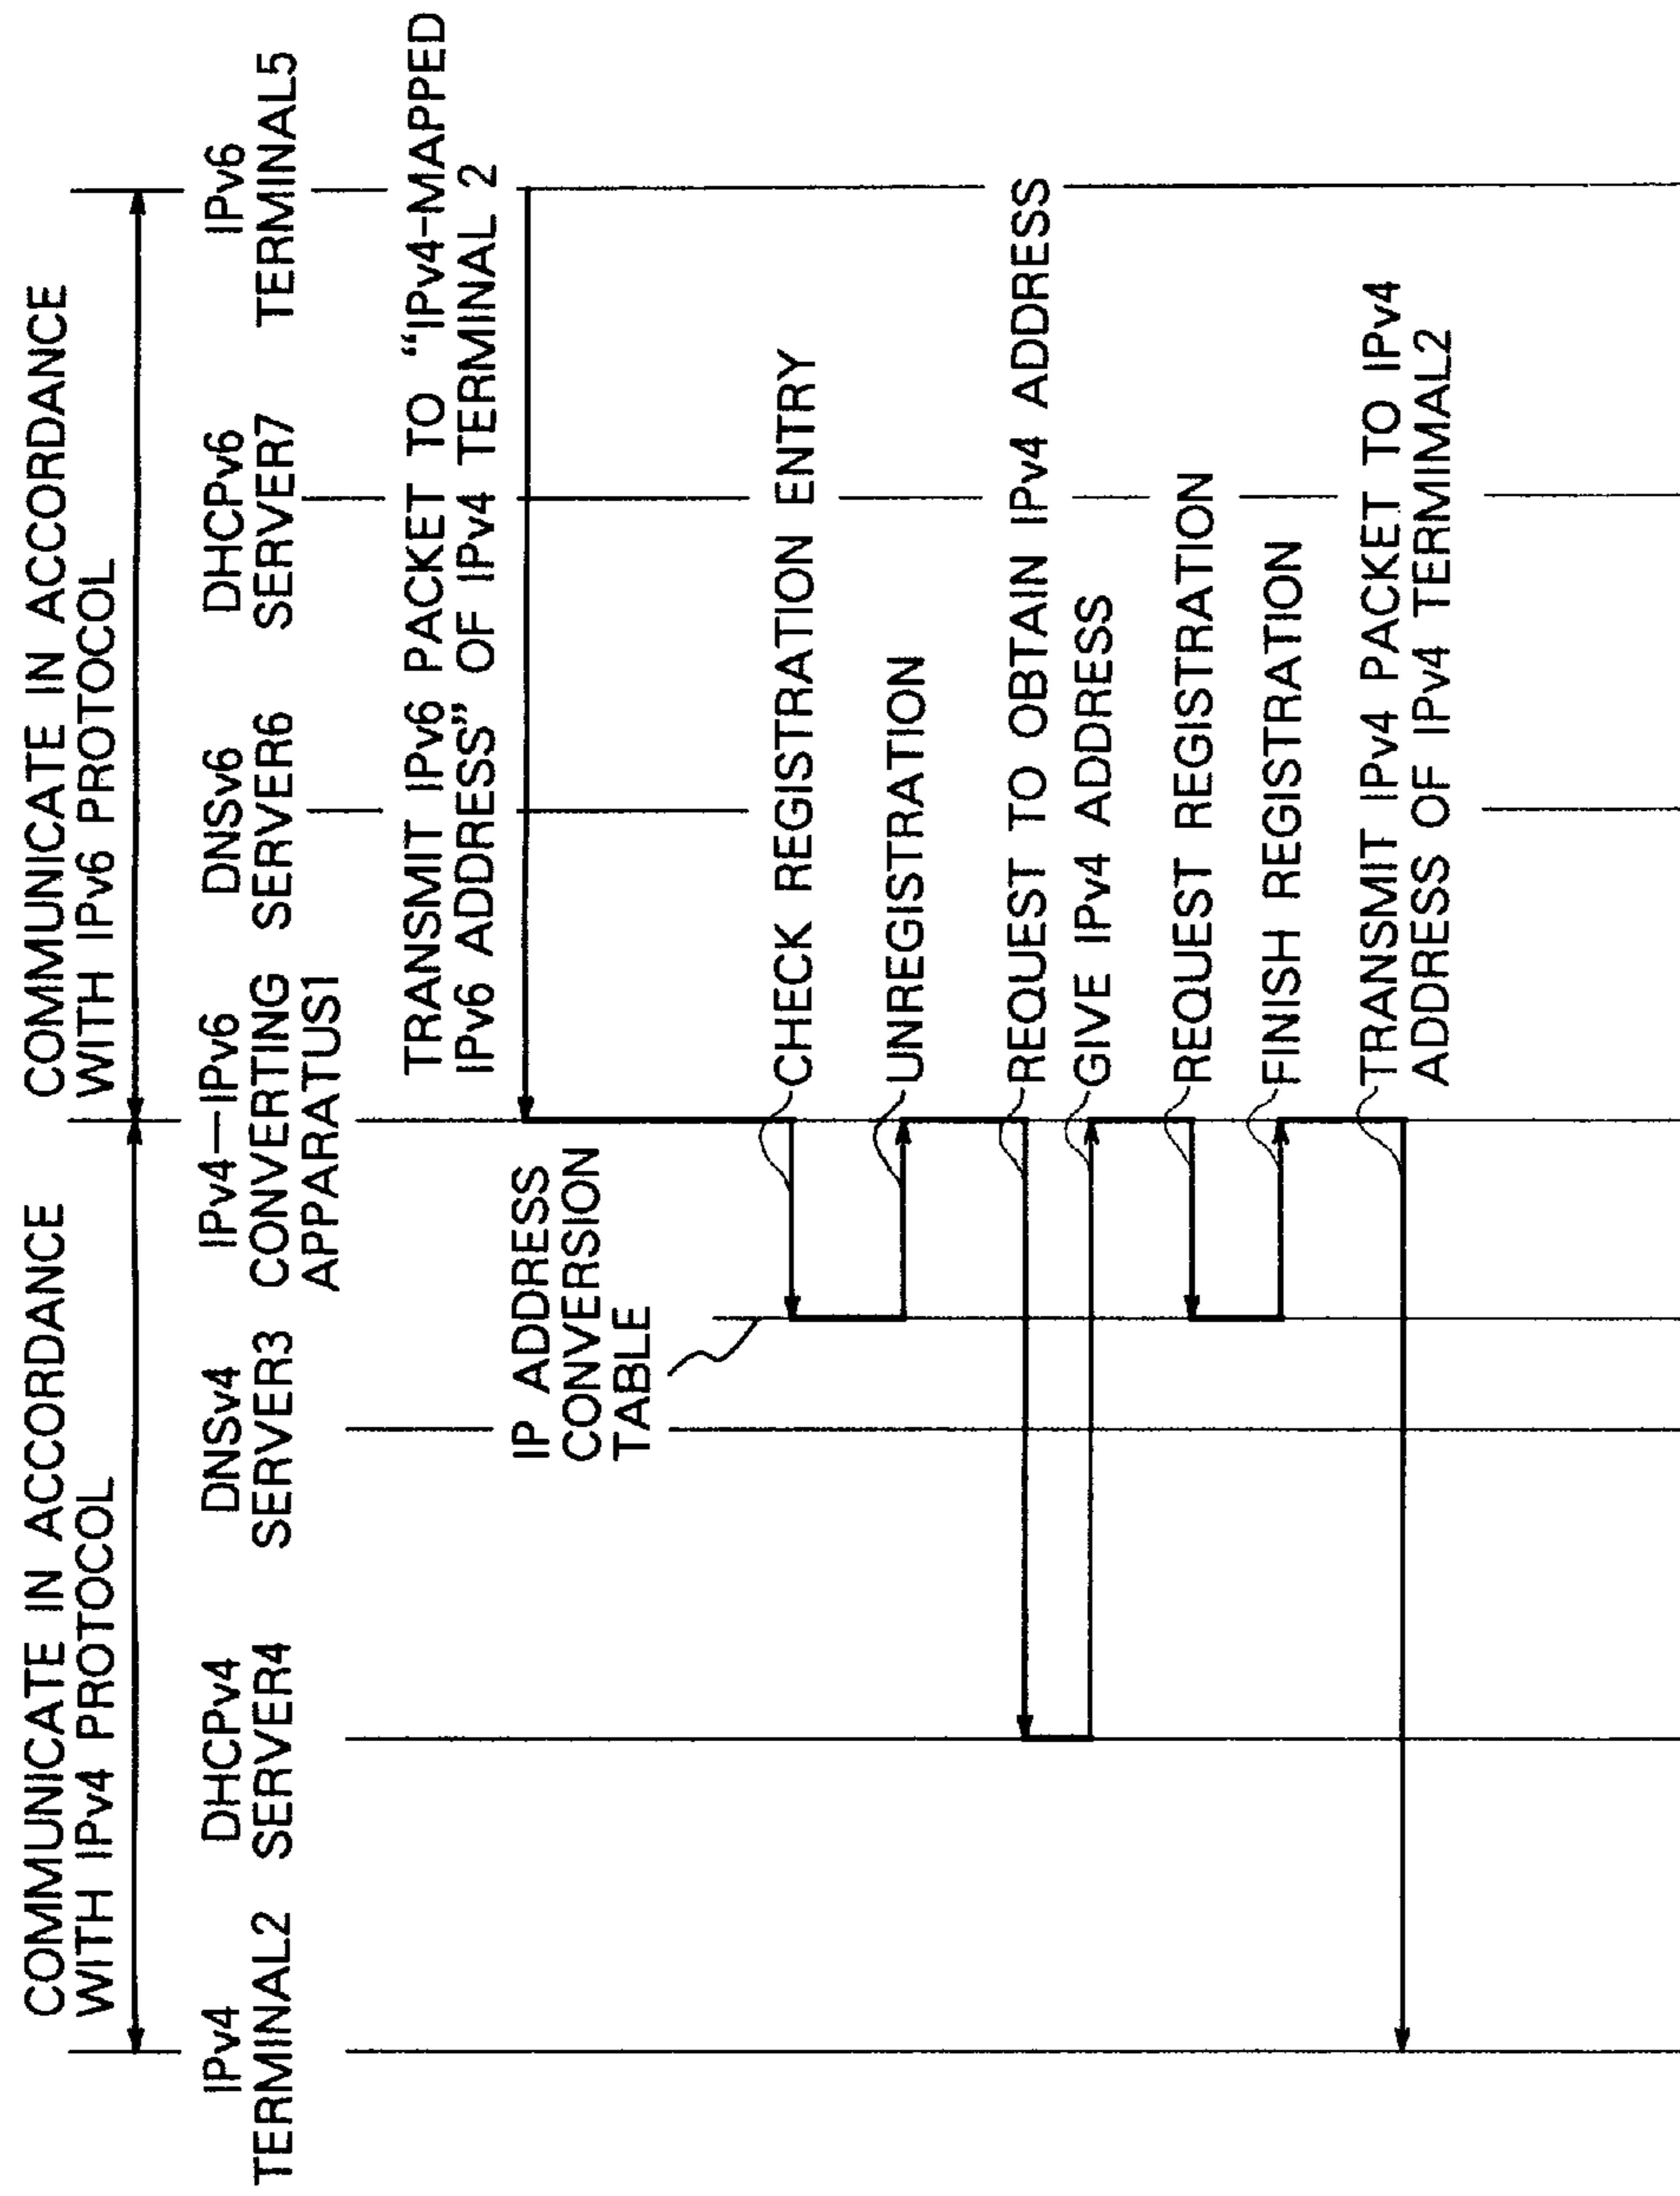 COMMUNICATE IN ACCORDANCE
WITH IPv4 PROTOCOL
COMMUNICATE IN ACCORDANCE
WITH IPv6 PROTOCOL
IPv4
TERMINAL2
DHCPv4
SERVER4
DNSv4
SERVER3
IPv4-IPv6
CONVERTING
APPARATUS1
DNSv6
SERVER6
DHCPv6
SERVER7
IPv6
TERMINAL5
TRANSMIT IPv6 PACKET TO "IPv4-MAPPED
IPv6 ADDRESS" OF IPv4 TERMINAL 2
IP ADDRESS
CONVERSION
TABLE
CHECK REGISTRATION ENTRY
UNREGISTRATION
REQUEST TO OBTAIN IPv4 ADDRESS
GIVE IPv4 ADDRESS
REQUEST REGISTRATION
FINISH REGISTRATION
TRANSMIT IPv4 PACKET TO IPv4
ADDRESS OF IPv4 TERMIMAL2